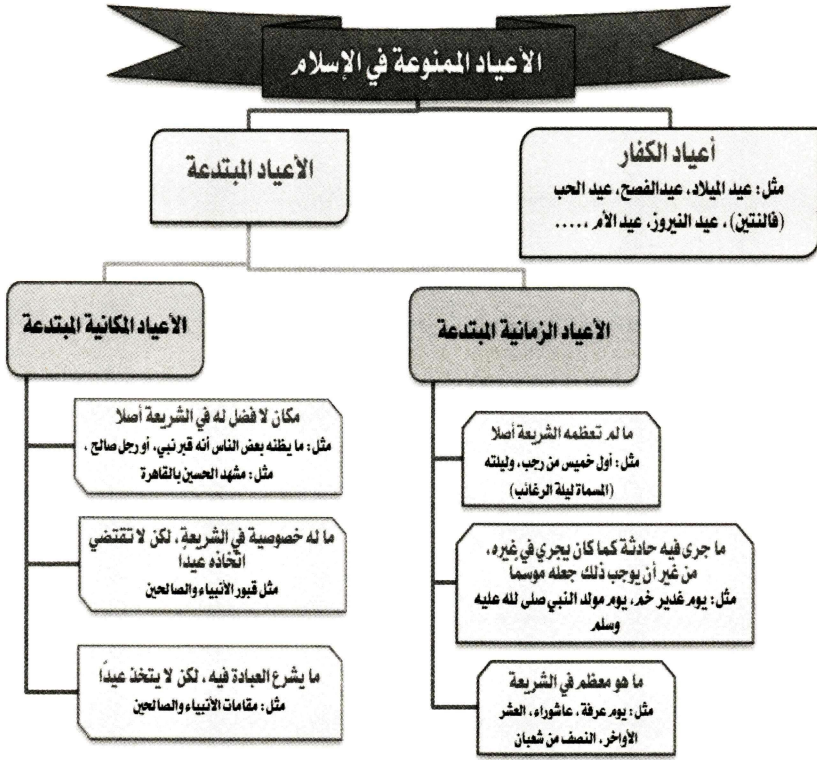 الأعياد الممنوعة في الإسلام
أعياد الكفار
مثل: عيد الميلاد، عيدالفصح، عيد الحب
(فالنتين)، عيد النيروز، عيد الأم ،....
الأعياد المبتدعة
الأعياد الزمانية المبتدعة
ما لم تعظمه الشريعة أصلا
مثل: أول خميس من رجب، وليلته
(المسماة ليلة الرغائب)
ما جرى فيه حادثة كما كان يجري في غيره،
من غير أن يوجب ذلك جعله موسما
مثل: يوم غدير خم، يوم مولد النبي صلى لله عليه
وسلم
ما هو معظم في الشريعة
مثل: يوم عرفة، عاشوراء، العشر
الأواخر، النصف من شعبان
الأعياد المكانية المبتدعة
مكان لا فضل له في الشريعة أصلا
مثل: ما يظنه بعض الناس أنه قبر نبي، أو رجل صالح ،
مثل: مشهد الحسين بالقاهرة
ما له خصوصية في الشريعة، لكن لا تقتضي
اتخاذه عيداً
مثل قبور الأنبياء والصالحين
ما يشرع العبادة فيه، لكن لا يتخذ عيداً
مثل: مقامات الأنبياء والصالحين